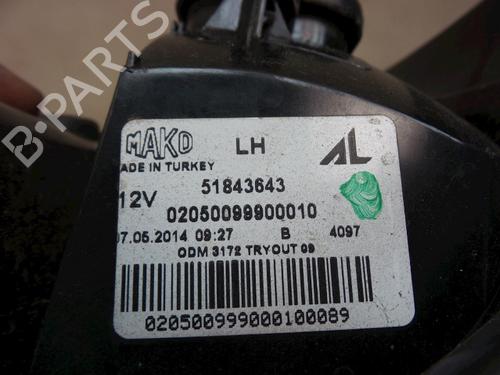 B-PARTS
MAKO LH AL
MADE IN TURKEY
12V 51843643
02050099900010
07.05.2014 09:27 B 4097
ODM 3172 TRYOUT 09
020500999000100089